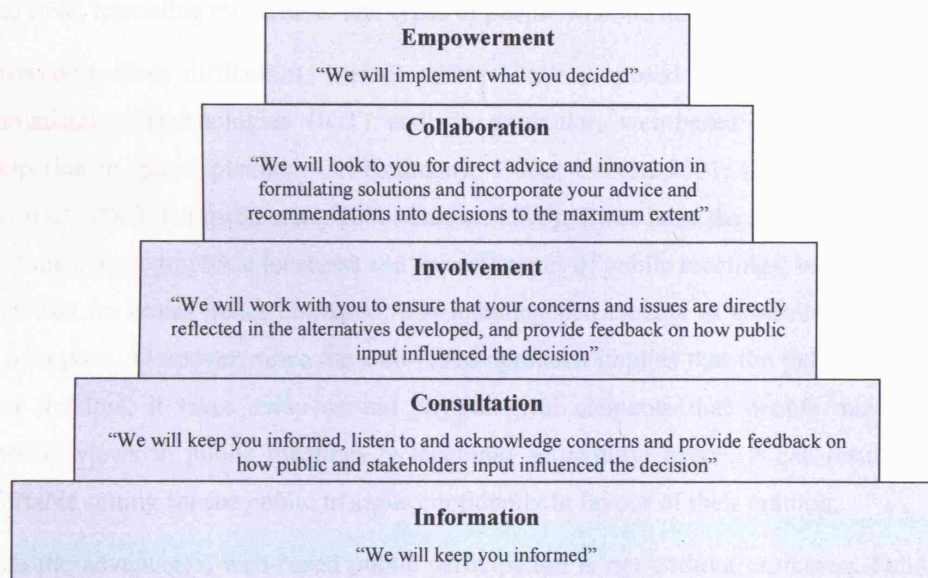 Empowerment
“We will implement what you decided”
Collaboration
“We will look to you for direct advice and innovation in
formulating solutions and incorporate your advice and
recommendations into decisions to the maximum extent”
Involvement
“We will work with you to ensure that your concerns and issues are directly
reflected in the alternatives developed, and provide feedback on how public
input influenced the decision”
Consultation
“We will keep you informed, listen to and acknowledge concerns and provide feedback on
how public and stakeholders input influenced the decision”
Information
“We will keep you informed”